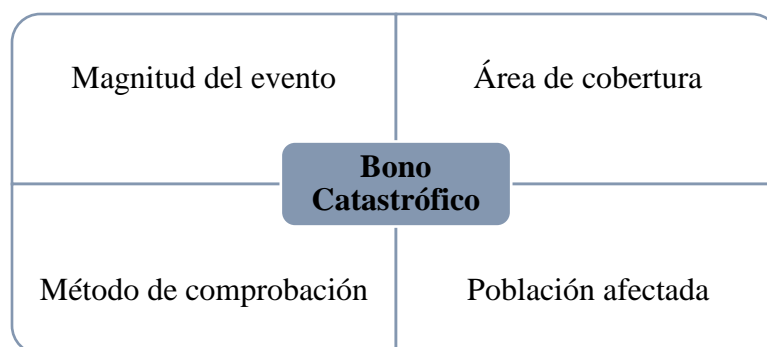 Magnitud del evento
Área de cobertura
Bono
Catastrófico
Método de comprobación
Población afectada